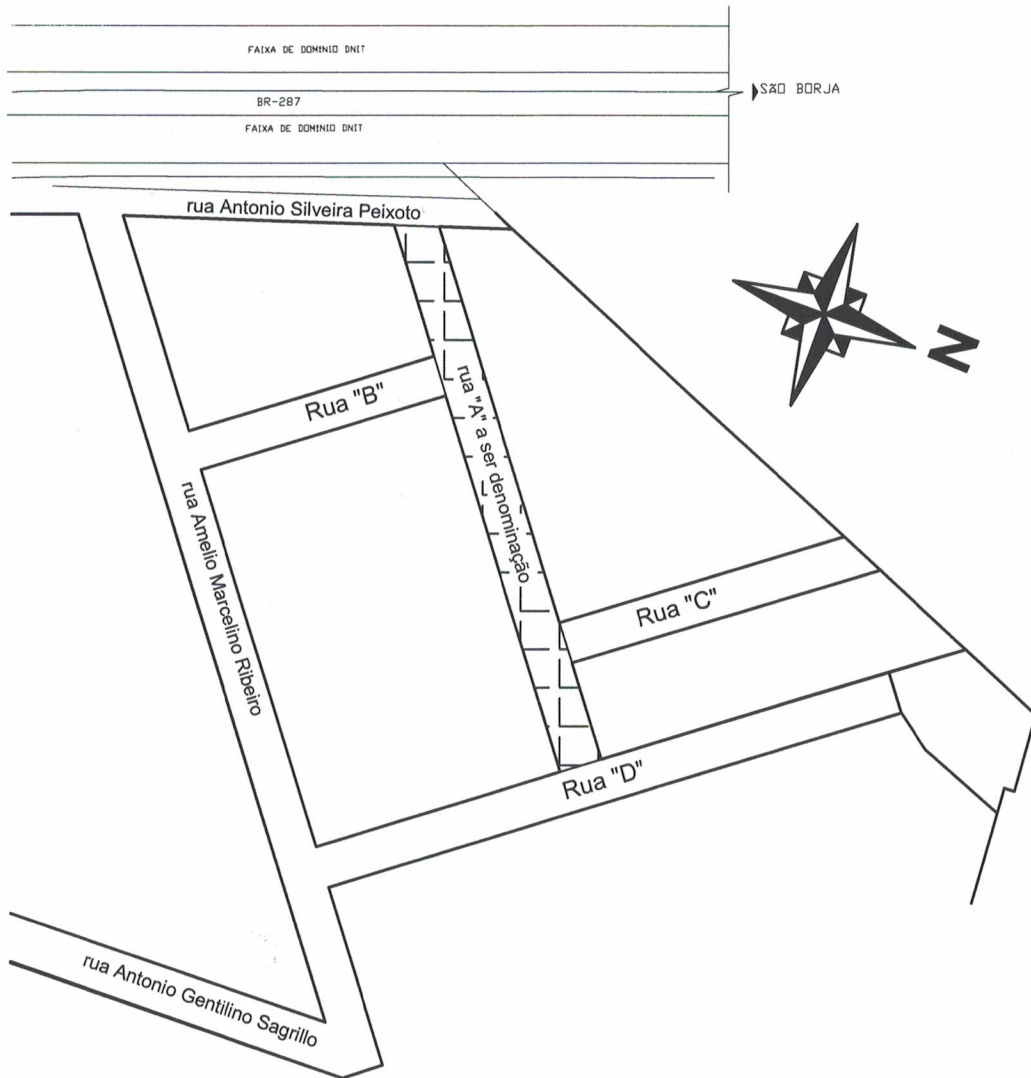 FAIXA DE DOMINIO DNIT
BR-287
SÃO BORJA
FAIXA DE DOMINIO DNIT
rua Antonio Silveira Peixoto
N
rua "A" a ser denominação
Rua "B"
rua Amelio Marcelino Ribeiro
Rua "C"
Rua "D"
rua Antonio Gentilino Sagrillo